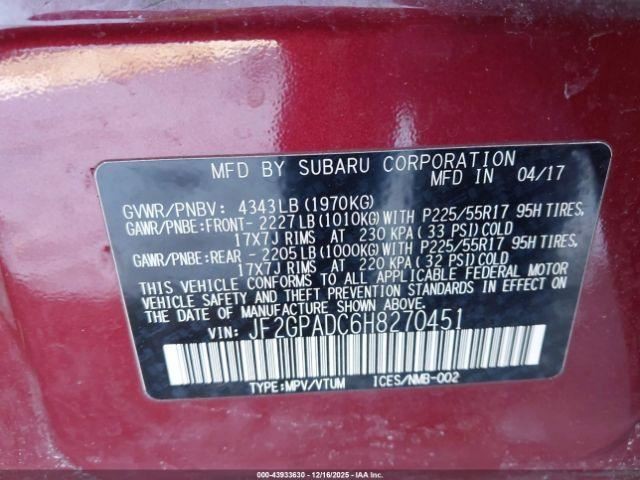 MFD BY SUBARU CORPORATION
MFD IN 04/17
GVWR/PNBV: 4343LB(1970KG)
GAWR/PNBE:FRONT- 2227LB(1010KG)WITH P225/55R17 95H TIRES,
17X7J RIMS AT 230 KPA(33 PSI)COLD
GAWR/PNBE:REAR - 2205LB(1000KG)WITH P225/55R17 95H TIRES,
17X7J RIMS AT 220 KPA(32 PSI)COLD
THIS VEHICLE CONFORMS TO ALL APPLICABLE FEDERAL MOTOR
VEHICLE SAFETY AND THEFT PREVENTION STANDARDS IN EFFECT
ON THE DATE OF MANUFACTURE SHOWN ABOVE.
VIN: JF2GPADC6H8270451
TYPE:MPV/VTUM ICES/NMB-002
000-43933630 - 12/16/2025 - IAA Inc.